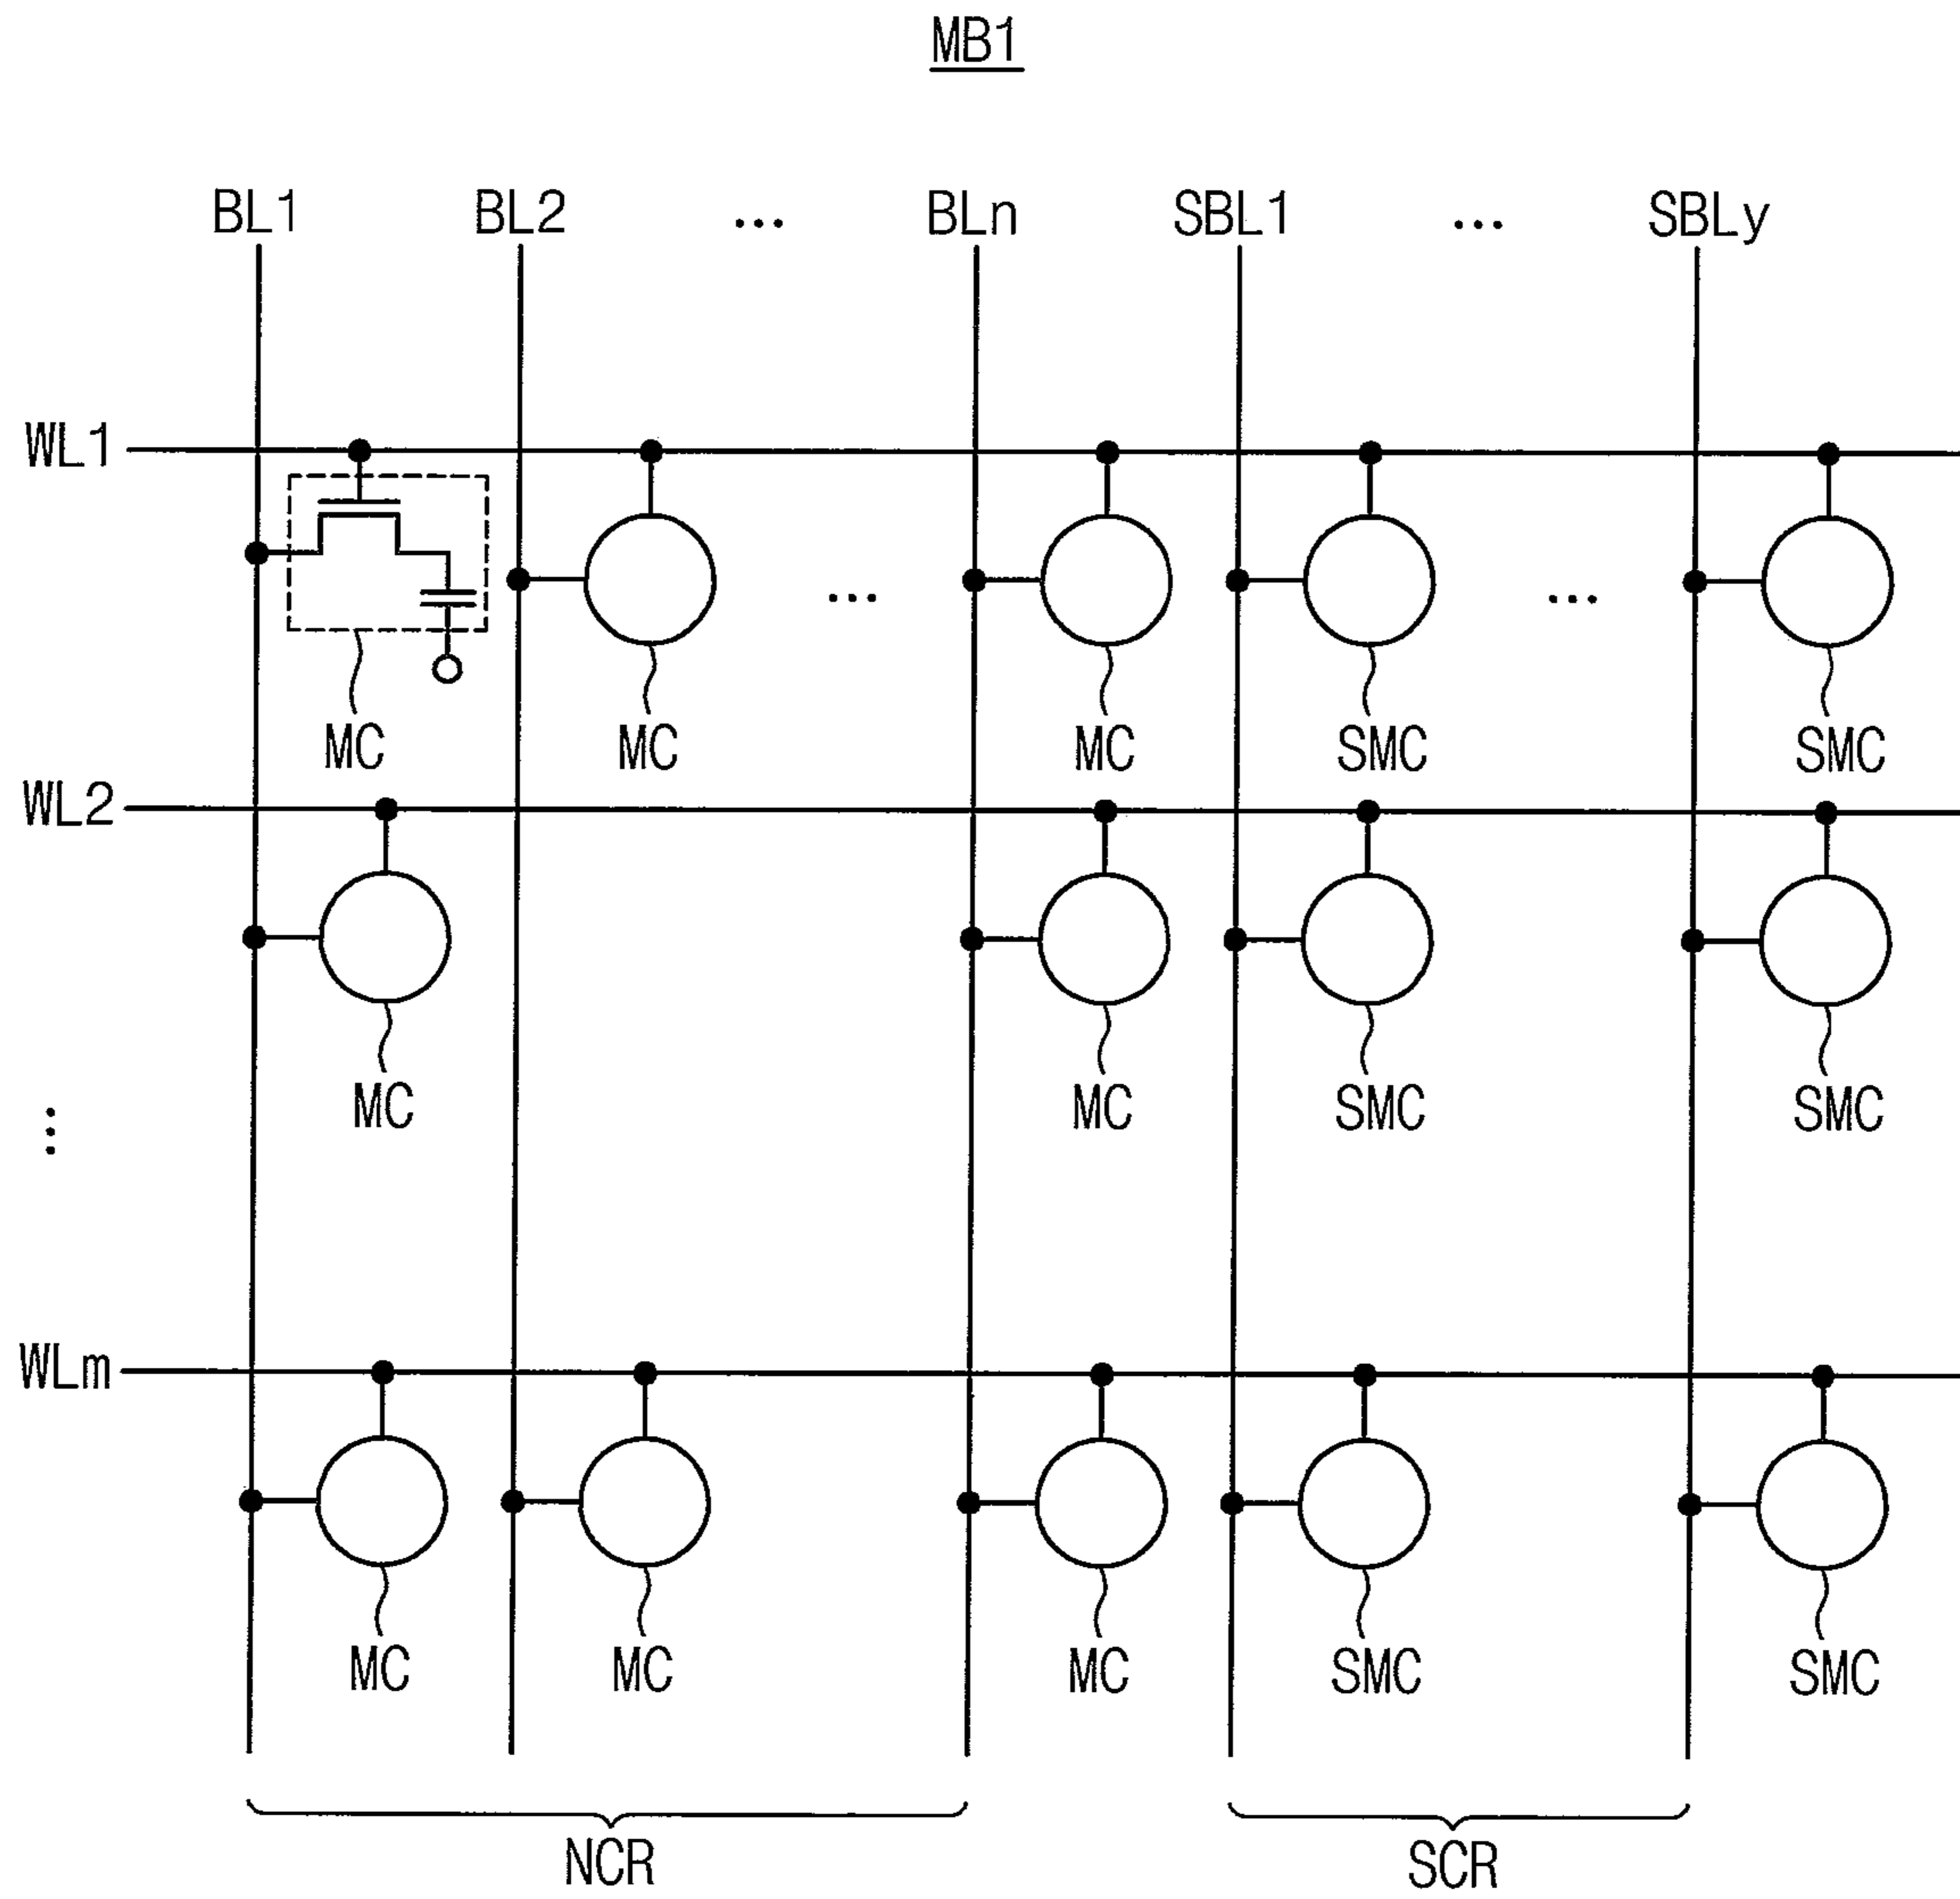 MB1
BL1 BL2 ... BLn SBL1 ... SBLy
WL1
... ...
MC MC MC SMC SMC
WL2
MC MC SMC SMC
⋮
WLm
MC MC MC SMC SMC
NCR SCR